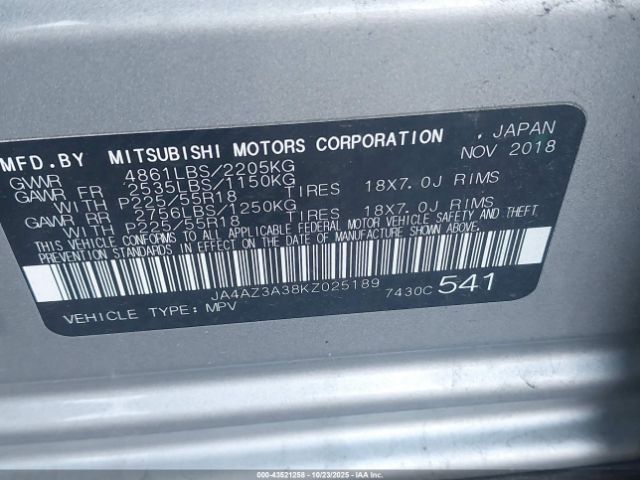 MFD.BY MITSUBISHI MOTORS CORPORATION, JAPAN
GVWR 4861LBS/2205KG NOV 2018
GAWR FR 2535LBS/1150KG
WITH P225/55R18 TIRES 18X7.0J RIMS
GAWR RR 2756LBS/1250KG
WITH P225/55R18 TIRES 18X7.0J RIMS
THIS VEHICLE CONFORMS TO ALL APPLICABLE FEDERAL MOTOR VEHICLE SAFETY AND THEFT
PREVENTION STANDARDS IN EFFECT ON THE DATE OF MANUFACTURE SHOWN ABOVE.
JA4AZ3A38KZ025189 7430C 541
VEHICLE TYPE: MPV
000-43521258 - 10/23/2025 - IAAI.com